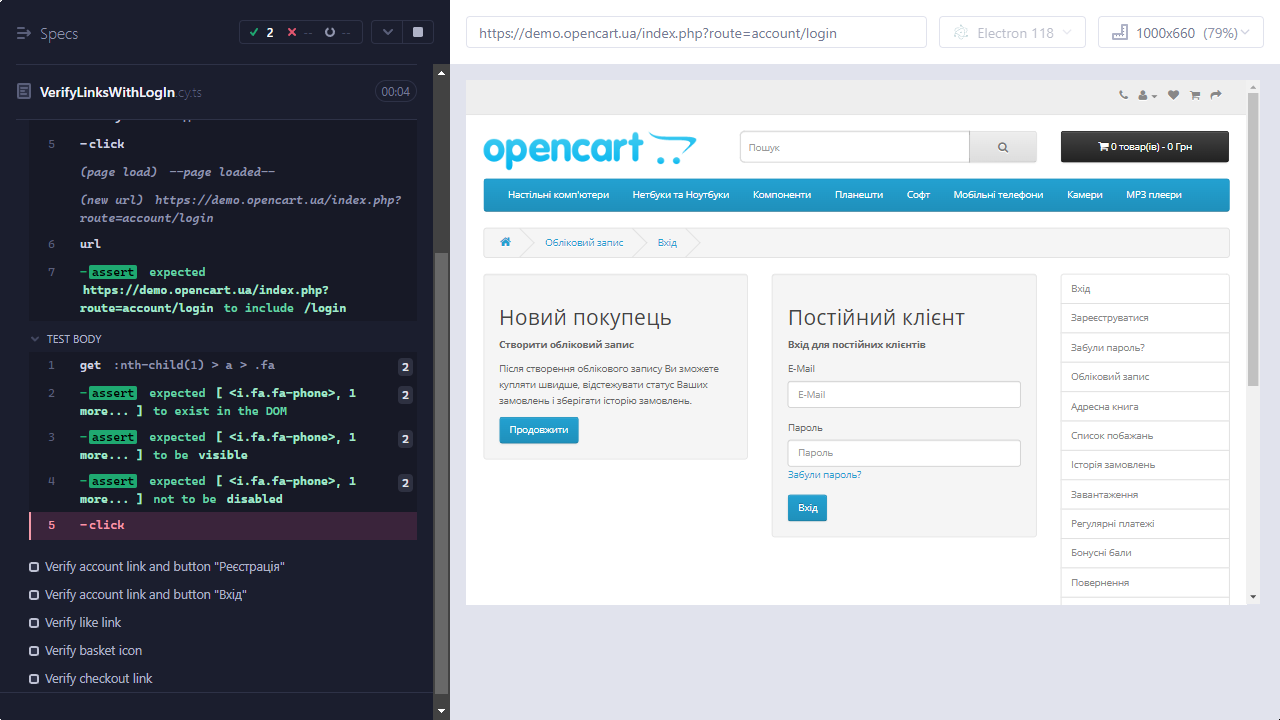 Specs
2
--
--
https://demo.opencart.ua/index.php?route=account/login
Electron 118
1000x660 (79%)
VerifyLinksWithLogIn.cy.ts
00:04
5 -click
(page load) --page loaded--
(new url) https://demo.opencart.ua/index.php?
route=account/login
6 url
7 -assert expected
https://demo.opencart.ua/index.php?
route=account/login to include /login
TEST BODY
1 get :nth-child(1) > a > .fa 2
2 -assert expected [ <i.fa.fa-phone>, 1 2
more... ] to exist in the DOM
3 -assert expected [ <i.fa.fa-phone>, 1 2
more... ] to be visible
4 -assert expected [ <i.fa.fa-phone>, 1 2
more... ] not to be disabled
5 -click
Verify account link and button "Реєстрація"
Verify account link and button "Вхід"
Verify like link
Verify basket icon
Verify checkout link
opencart
Пошук
0 товар(ів) - 0 Грн
Настільні комп'ютери
Нетбуки та Ноутбуки
Компоненти
Планешти
Софт
Мобільні телефони
Камери
MP3 плеєри
Обліковий запис
Вхід
Новий покупець
Створити обліковий запис
Після створення облікового запису Ви зможете
купляти швидше, відстежувати статус Ваших
замовлень і зберігати історію замовлень.
Продовжити
Постійний клієнт
Вхід для постійних клієнтів
E-Mail
E-Mail
Пароль
Пароль
Забули пароль?
Вхід
Вхід
Зареєструватися
Забули пароль?
Обліковий запис
Адресна книга
Список побажань
Історія замовлень
Завантаження
Регулярні платежі
Бонусні бали
Повернення